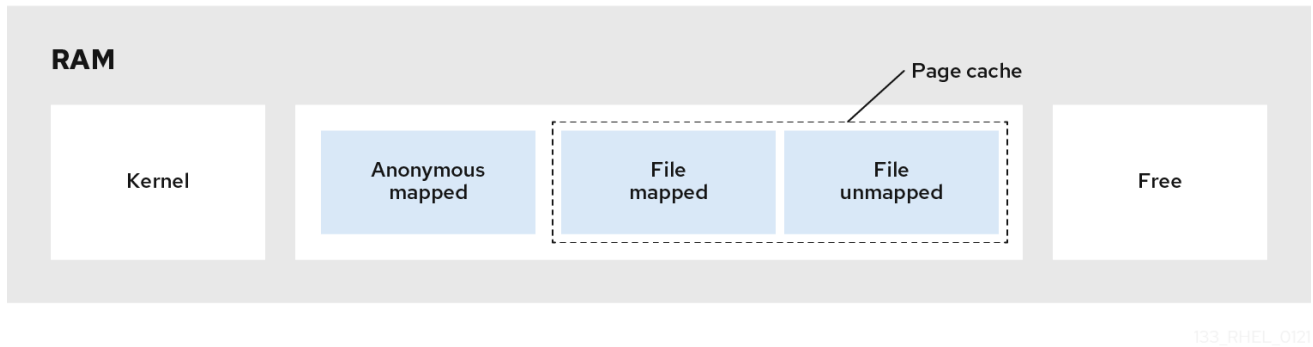 RAM
Page cache
Kernel
Anonymous
mapped
File
mapped
File
unmapped
Free
133_RHEL_0121